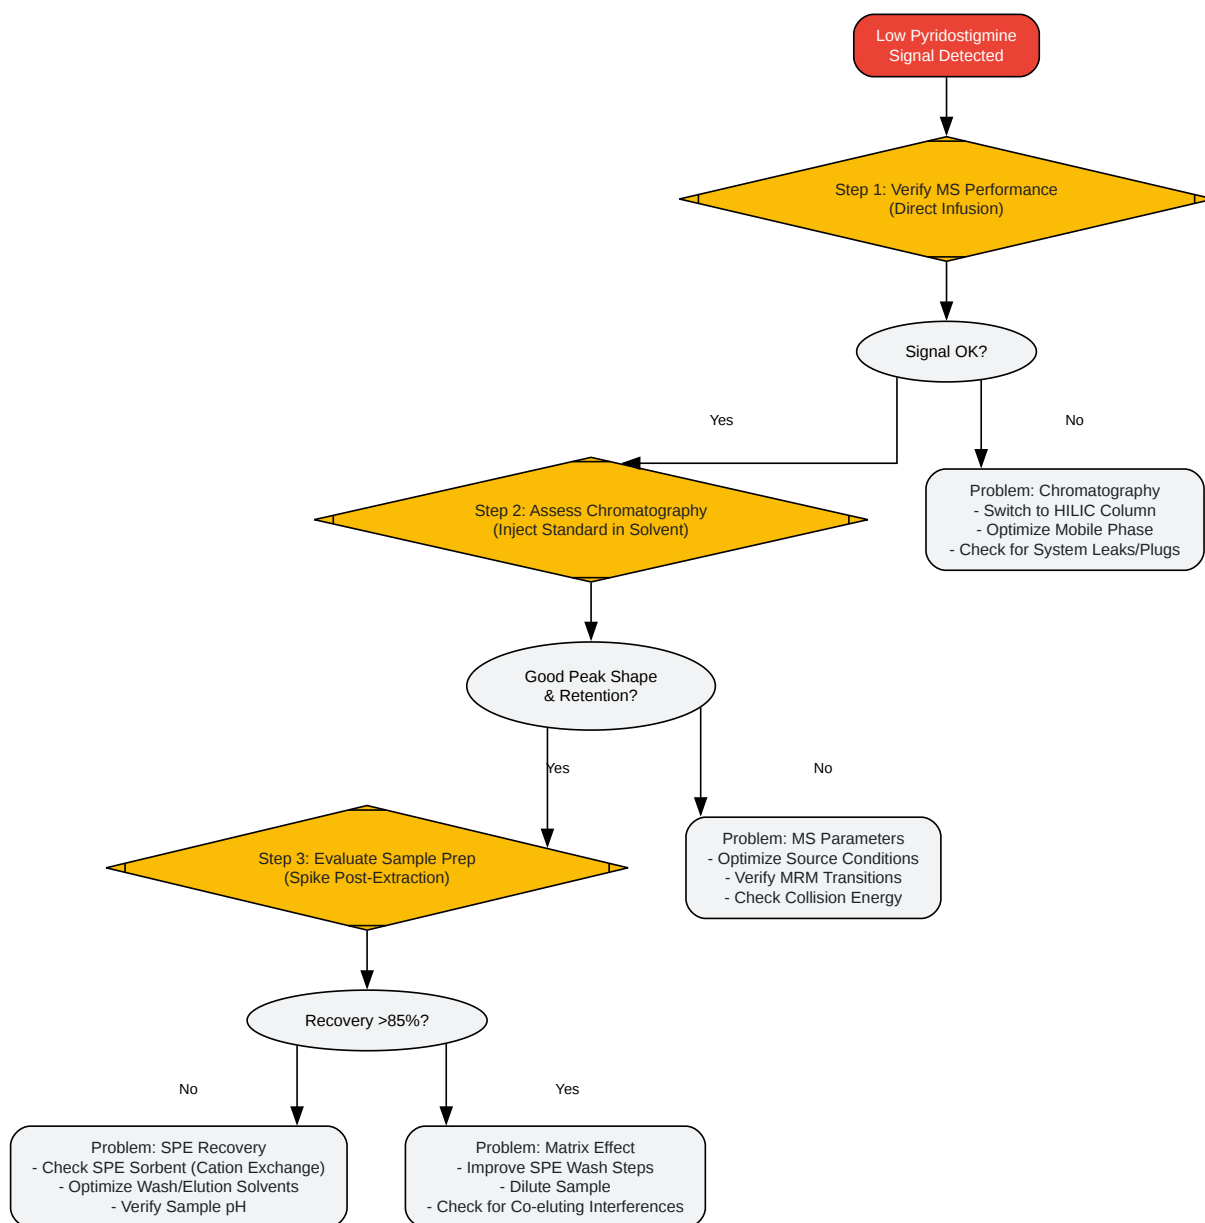 Low Pyridostigmine
Signal Detected
Step 1: Verify MS Performance
(Direct Infusion)
Signal OK?
Yes
No
Step 2: Assess Chromatography
(Inject Standard in Solvent)
Problem: Chromatography
- Switch to HILIC Column
- Optimize Mobile Phase
- Check for System Leaks/Plugs
Good Peak Shape
& Retention?
Yes
No
Step 3: Evaluate Sample Prep
(Spike Post-Extraction)
Problem: MS Parameters
- Optimize Source Conditions
- Verify MRM Transitions
- Check Collision Energy
Recovery >85%?
No
Yes
Problem: SPE Recovery
- Check SPE Sorbent (Cation Exchange)
- Optimize Wash/Elution Solvents
- Verify Sample pH
Problem: Matrix Effect
- Improve SPE Wash Steps
- Dilute Sample
- Check for Co-eluting Interferences